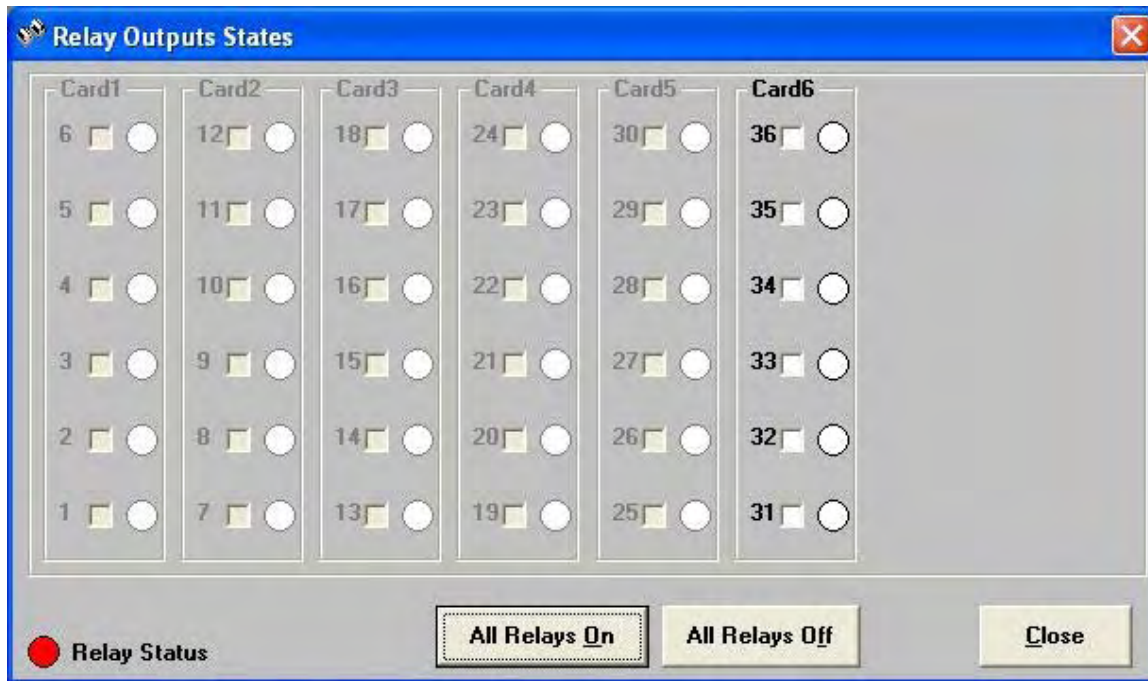 Relay Outputs States
Card1 Card2 Card3 Card4 Card5 Card6
6 12 18 24 30 36
5 11 17 23 29 35
4 10 16 22 28 34
3 9 15 21 27 33
2 8 14 20 26 32
1 7 13 19 25 31
Relay Status All Relays On All Relays Off Close